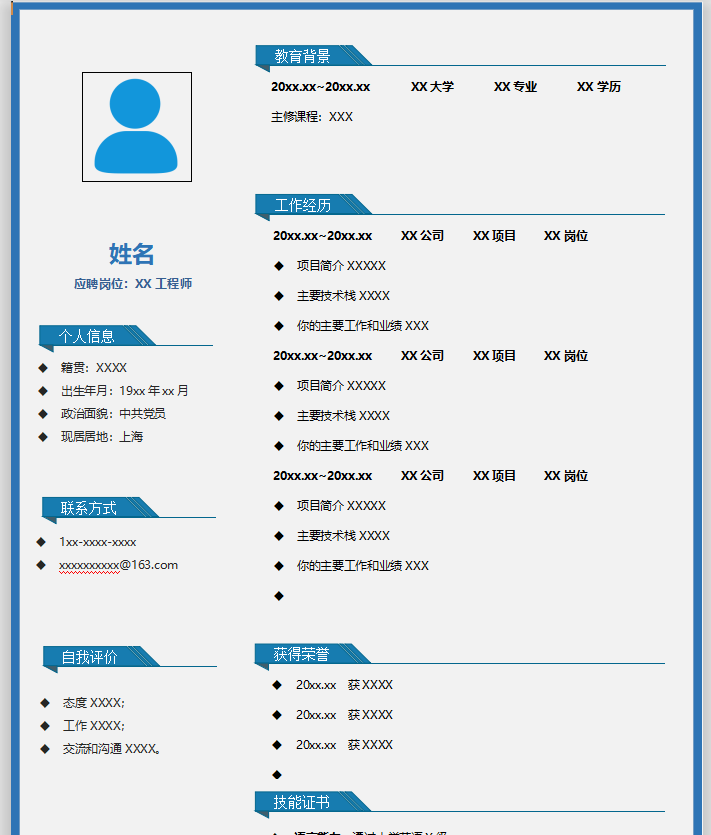 姓名
应聘岗位：XX 工程师
个人信息
◆ 籍贯：XXXX
◆ 出生年月：19xx 年 xx 月
◆ 政治面貌：中共党员
◆ 现居居地：上海
联系方式
◆ 1xx-xxxx-xxxx
◆ xxxxxxxxxx@163.com
自我评价
◆ 态度 XXXX；
◆ 工作 XXXX；
◆ 交流和沟通 XXXX。
教育背景
20xx.xx~20xx.xx XX 大学 XX 专业 XX 学历
主修课程：XXX
工作经历
20xx.xx~20xx.xx XX 公司 XX 项目 XX 岗位
◆ 项目简介 XXXXX
◆ 主要技术栈 XXXX
◆ 你的主要工作和业绩 XXX
20xx.xx~20xx.xx XX 公司 XX 项目 XX 岗位
◆ 项目简介 XXXXX
◆ 主要技术栈 XXXX
◆ 你的主要工作和业绩 XXX
20xx.xx~20xx.xx XX 公司 XX 项目 XX 岗位
◆ 项目简介 XXXXX
◆ 主要技术栈 XXXX
◆ 你的主要工作和业绩 XXX
◆
获得荣誉
◆ 20xx.xx 获 XXXX
◆ 20xx.xx 获 XXXX
◆ 20xx.xx 获 XXXX
◆
技能证书